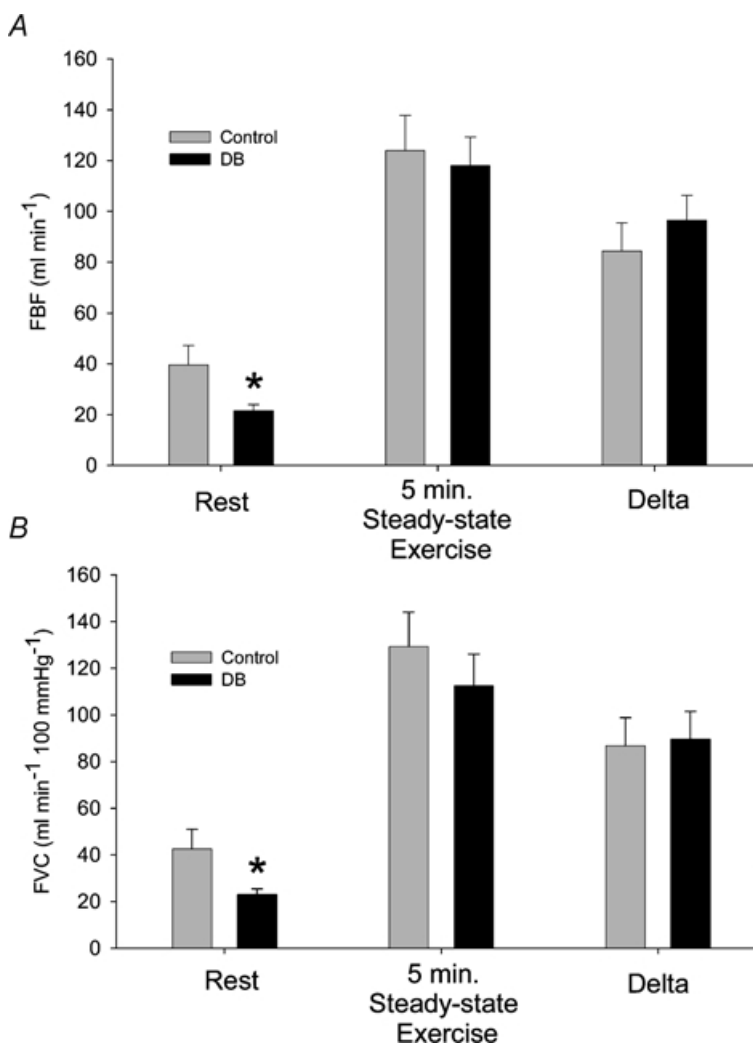 A
FBF (ml min⁻¹)
160
140
120
100
80
60
40
20
0
Control
DB
*
Rest
5 min.
Steady-state
Exercise
Delta
B
FVC (ml min⁻¹ 100 mmHg⁻¹)
160
140
120
100
80
60
40
20
0
Control
DB
*
Rest
5 min.
Steady-state
Exercise
Delta